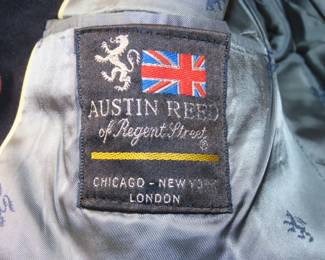 AUSTIN REED
of Regent Street®
CHICAGO - NEW YORK
LONDON